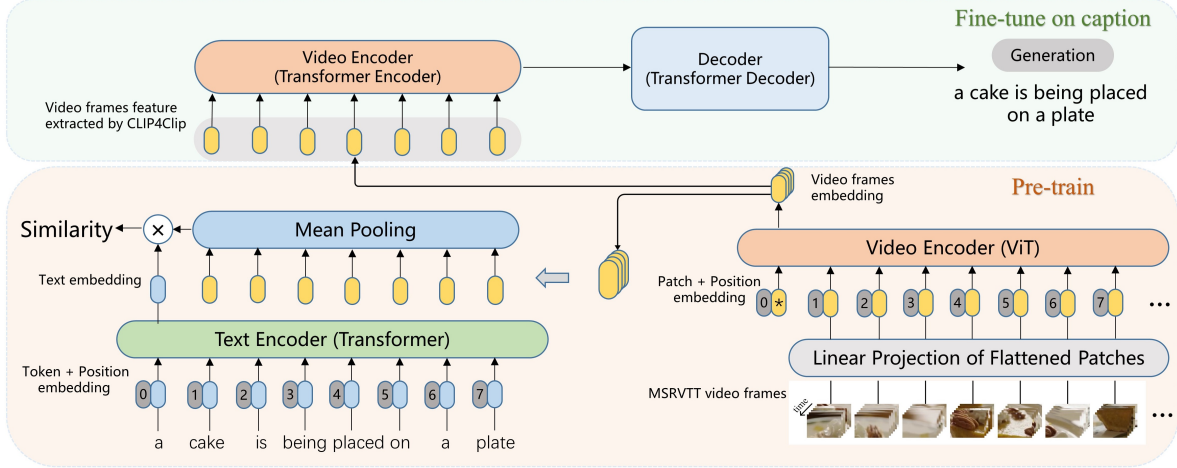 Fine-tune on caption
Video Encoder
(Transformer Encoder)
Decoder
(Transformer Decoder)
Generation
a cake is being placed
on a plate
Video frames feature
extracted by CLIP4Clip
Pre-train
Video frames
embedding
Similarity
×
Mean Pooling
Video Encoder (ViT)
Text embedding
Patch + Position
embedding
0 * 1 2 3 4 5 6 7 ...
Text Encoder (Transformer)
Linear Projection of Flattened Patches
Token + Position
embedding
0 1 2 3 4 5 6 7
MSRVTT video frames
time
...
a cake is being placed on a plate